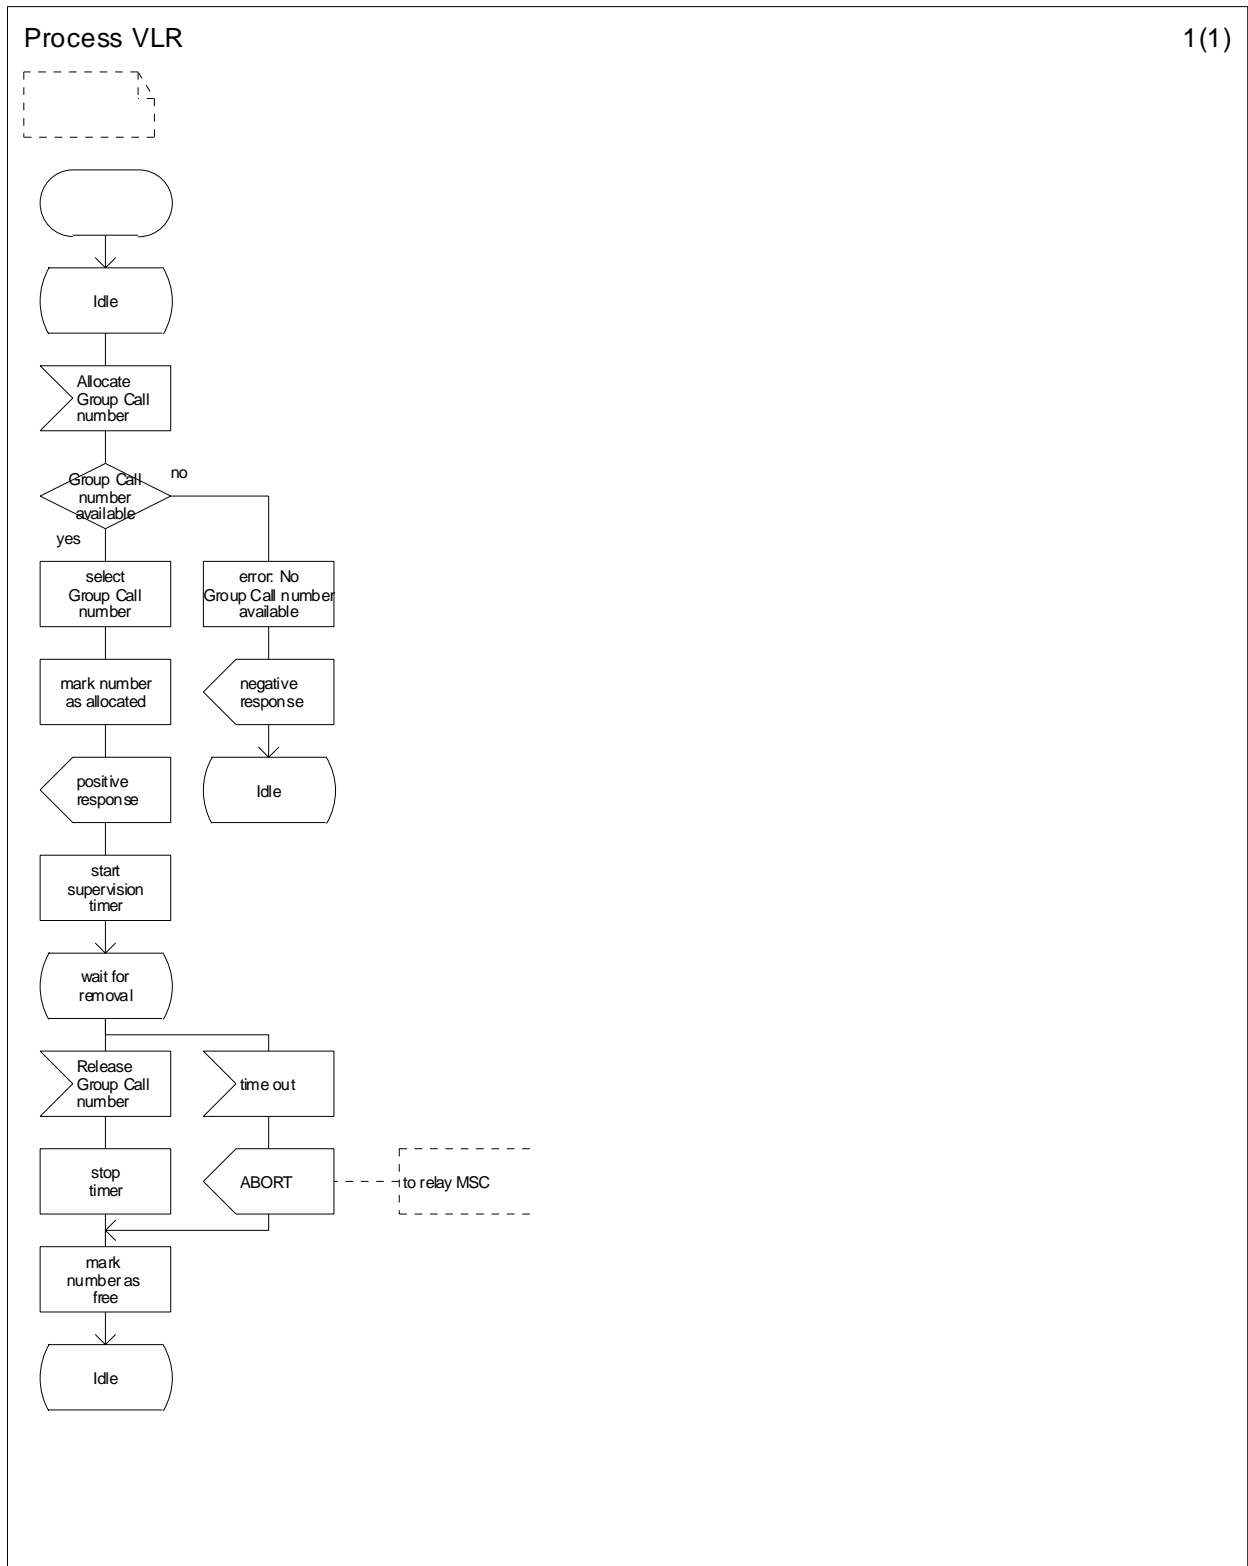 Process VLR
1(1)
Idle
Allocate
Group Call
number
Group Call
number
available
no
yes
select
Group Call
number
error: No
Group Call number
available
mark number
as allocated
negative
response
positive
response
Idle
start
supervision
timer
wait for
removal
Release
Group Call
number
time out
stop
timer
ABORT
to relay MSC
mark
number as
free
Idle